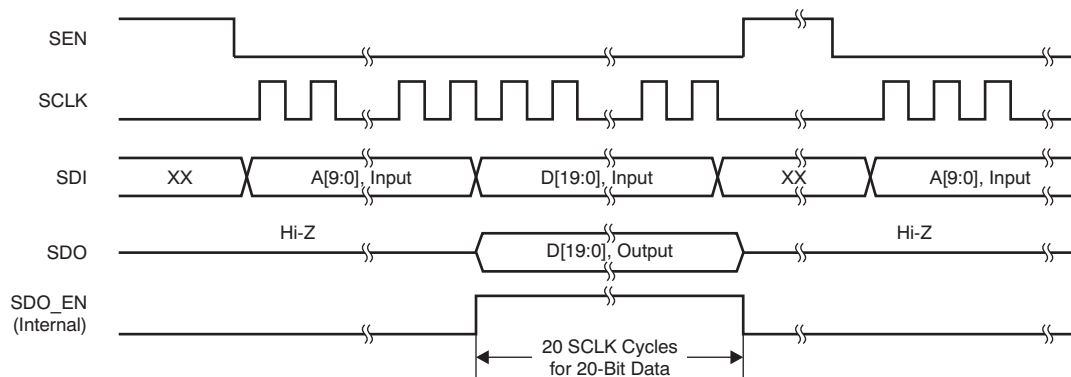 SEN
SCLK
SDI
XX
A[9:0], Input
D[19:0], Input
XX
A[9:0], Input
SDO
Hi-Z
D[19:0], Output
Hi-Z
SDO_EN
(Internal)
20 SCLK Cycles
for 20-Bit Data